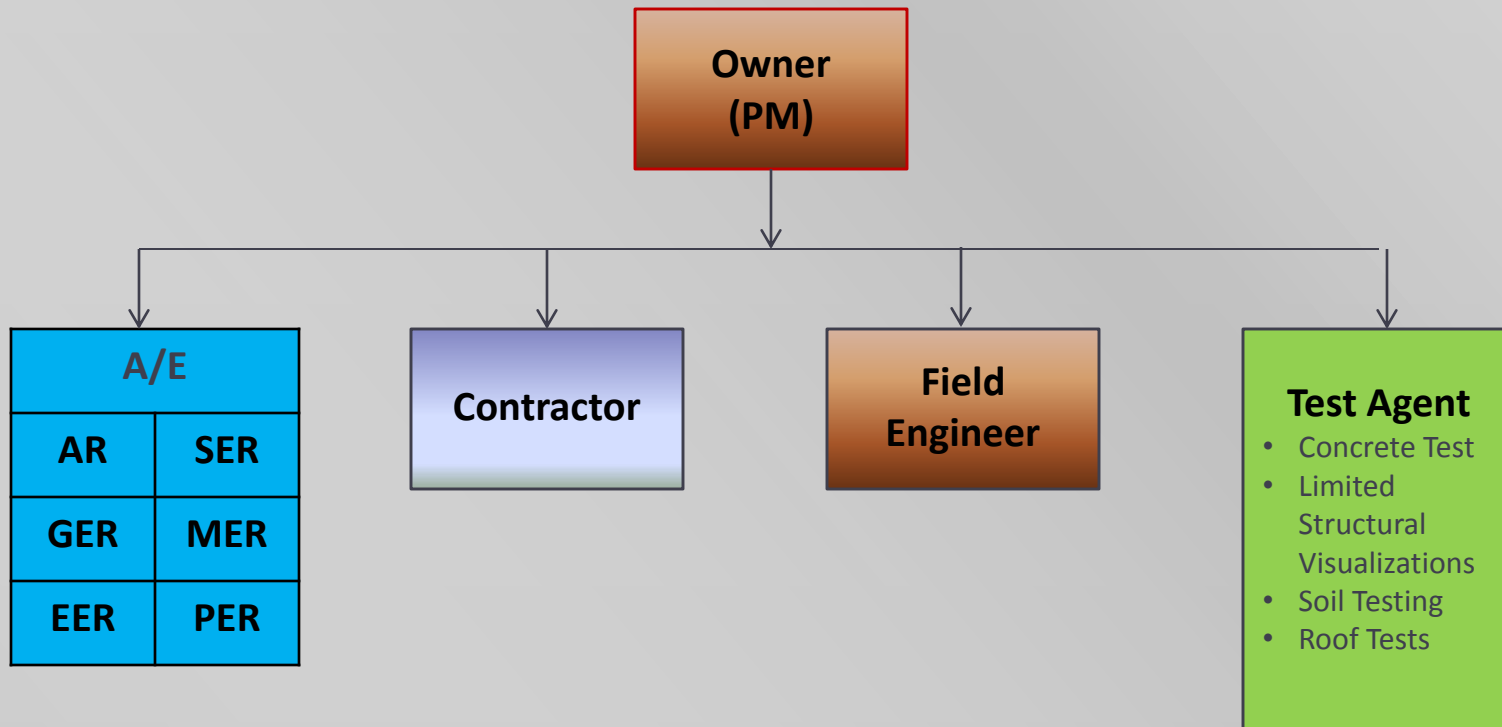 Owner
(PM)
A/E
AR SER
GER MER
EER PER
Contractor
Field
Engineer
Test Agent
• Concrete Test
• Limited
Structural
Visualizations
• Soil Testing
• Roof Tests